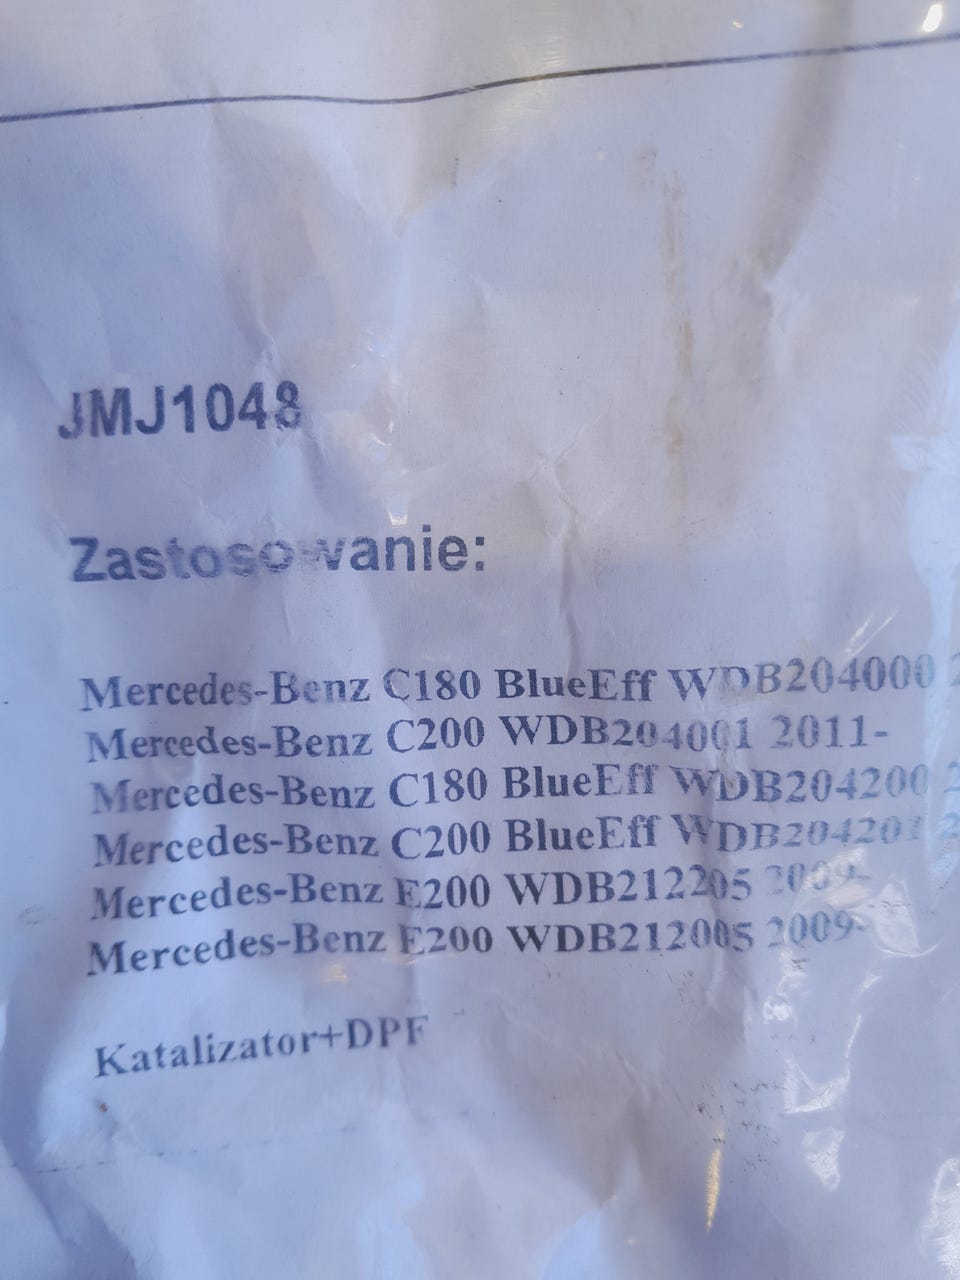 JMJ1048
Zastosowanie:
Mercedes-Benz C180 BlueEff WDB204000
Mercedes-Benz C200 WDB204001 2011-
Mercedes-Benz C180 BlueEff WDB204200
Mercedes-Benz C200 BlueEff WDB204201
Mercedes-Benz E200 WDB212205 2009-
Mercedes-Benz E200 WDB212005 2009-
Katalizator+DPF